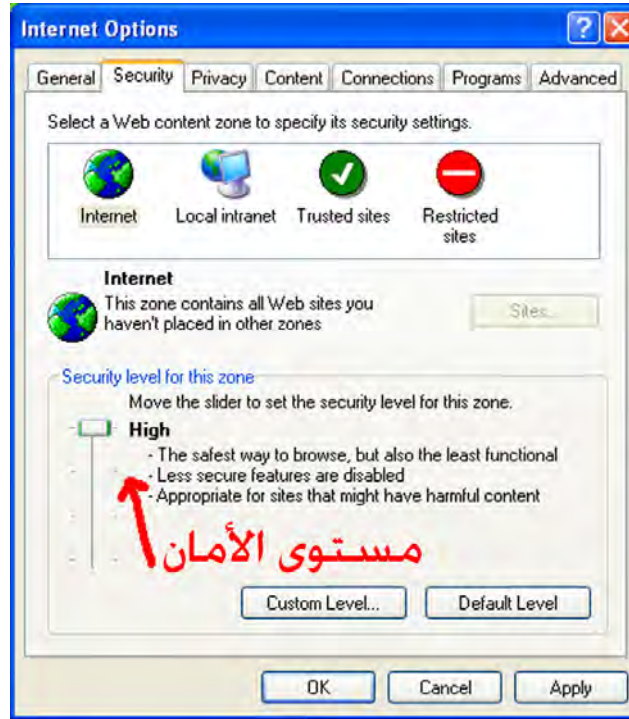 Internet Options
General Security Privacy Content Connections Programs Advanced
Select a Web content zone to specify its security settings.
Internet Local intranet Trusted sites Restricted sites
Internet
This zone contains all Web sites you
haven't placed in other zones
Sites...
Security level for this zone
Move the slider to set the security level for this zone.
High
- The safest way to browse, but also the least functional
- Less secure features are disabled
- Appropriate for sites that might have harmful content
مستوى الأمان
Custom Level... Default Level
OK Cancel Apply